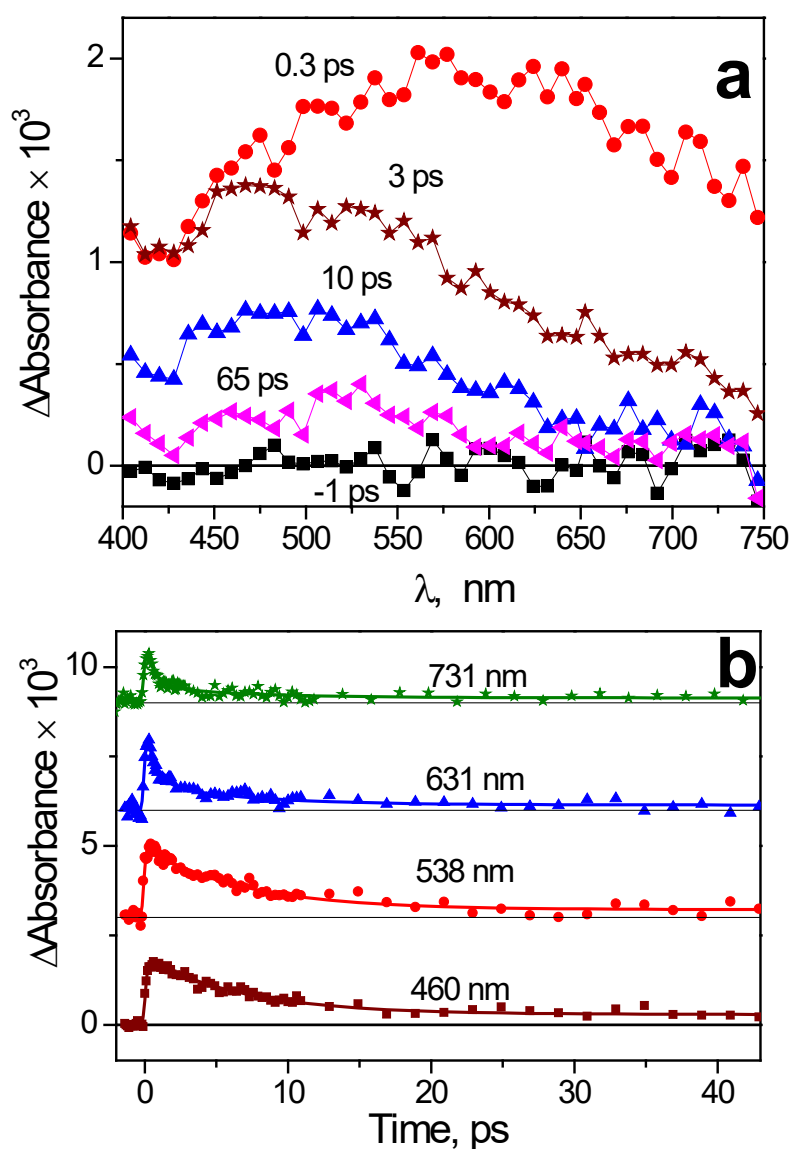 a
0.3 ps
3 ps
10 ps
65 ps
-1 ps
2
1
0
ΔAbsorbance × 10³
400 450 500 550 600 650 700 750
λ, nm
b
731 nm
631 nm
538 nm
460 nm
10
5
0
ΔAbsorbance × 10³
0 10 20 30 40
Time, ps